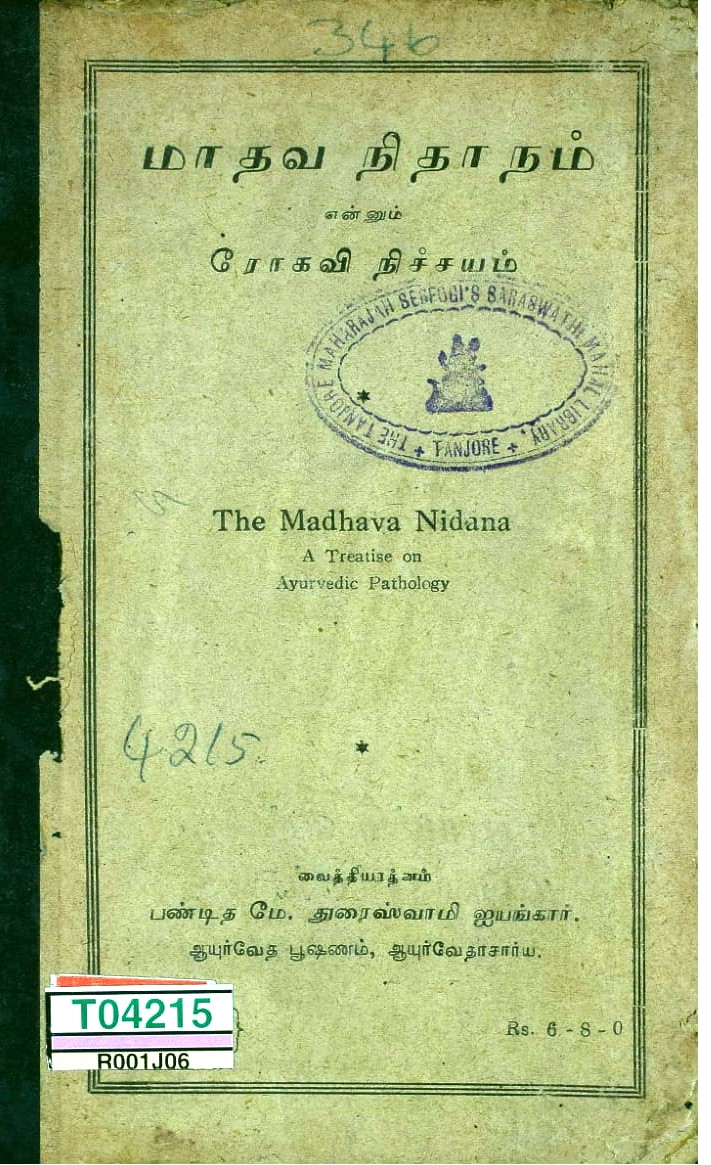 346
மாதவ நிதாநம்
என்னும்
ரோகவி நிச்சயம்
THE TANJORE MAHARAJAH SERFOGI'S SARASWATHI MAHAL LIBRARY,
+ TANJORE +
The Madhava Nidana
A Treatise on
Ayurvedic Pathology
4215.
வைத்தியரத்னம்
பண்டித மே. துரைஸ்வாமி ஐயங்கார்.
ஆயுர்வேத பூஷணம், ஆயுர்வேதாசார்ய.
T04215
R001J06
Rs. 6 - 8 - 0